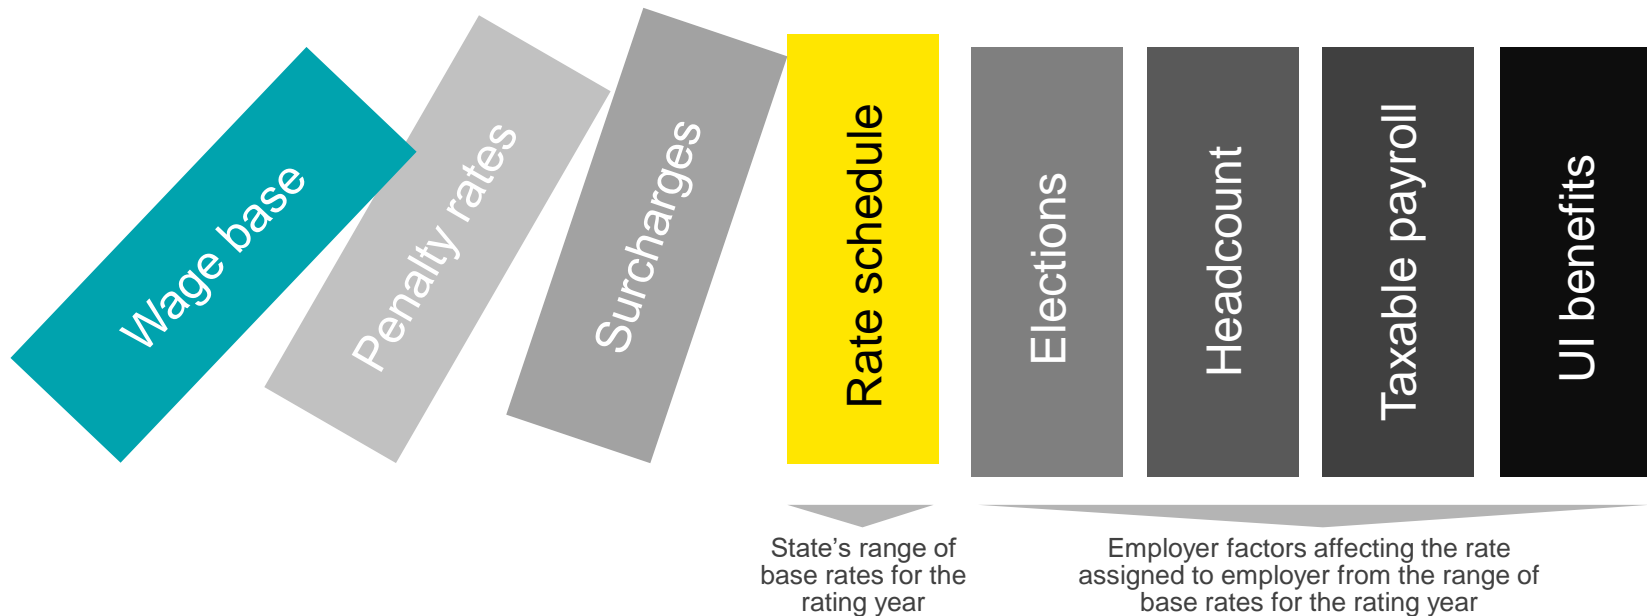 Wage base
Penalty rates
Surcharges
Rate schedule
Elections
Headcount
Taxable payroll
UI benefits
State’s range of
base rates for the
rating year
Employer factors affecting the rate
assigned to employer from the range of
base rates for the rating year